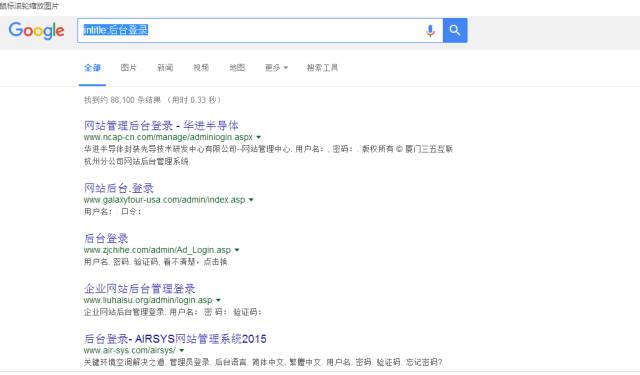 鼠标滚轮缩放图片
Google
intitle:后台登录
全部 图片 新闻 视频 地图 更多 搜索工具
找到约 88,100 条结果 （用时 0.33 秒）
网站管理后台登录 - 华进半导体
www.ncap-cn.com/manage/adminlogin.aspx
华进半导体封装先导技术研发中心有限公司--网站管理中心. 用户名：; 密码：. 版权所有 © 厦门三五互联
杭州分公司网站后台管理系统.
网站后台.登录
www.galaxytour-usa.com/admin/index.asp
用户名：. 口令：
后台登录
www.zjchihe.com/admin/Ad_Login.asp
用户名. 密码. 验证码, 看不清楚，点击换.
企业网站后台管理登录
www.liuhaisu.org/admin/login.asp
企业网站后台管理登录. 用户名： 密 码： 验证码：
后台登录- AIRSYS网站管理系统2015
www.air-sys.com/airsys/
关键环境空调解决之道. 管理员登录. 后台语言. 简体中文, 繁體中文. 用户名. 密码. 验证码. 忘记密码?